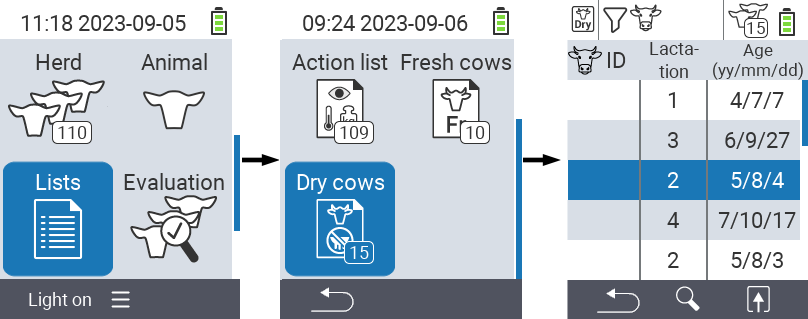 11:18 2023-09-05
Herd
Animal
110
Lists
Evaluation
Light on
09:24 2023-09-06
Action list
Fresh cows
109
Fr
10
Dry cows
15
Dry
15
ID
Lacta-
tion
Age
(yy/mm/dd)
1 4/7/7
3 6/9/27
2 5/8/4
4 7/10/17
2 5/8/3